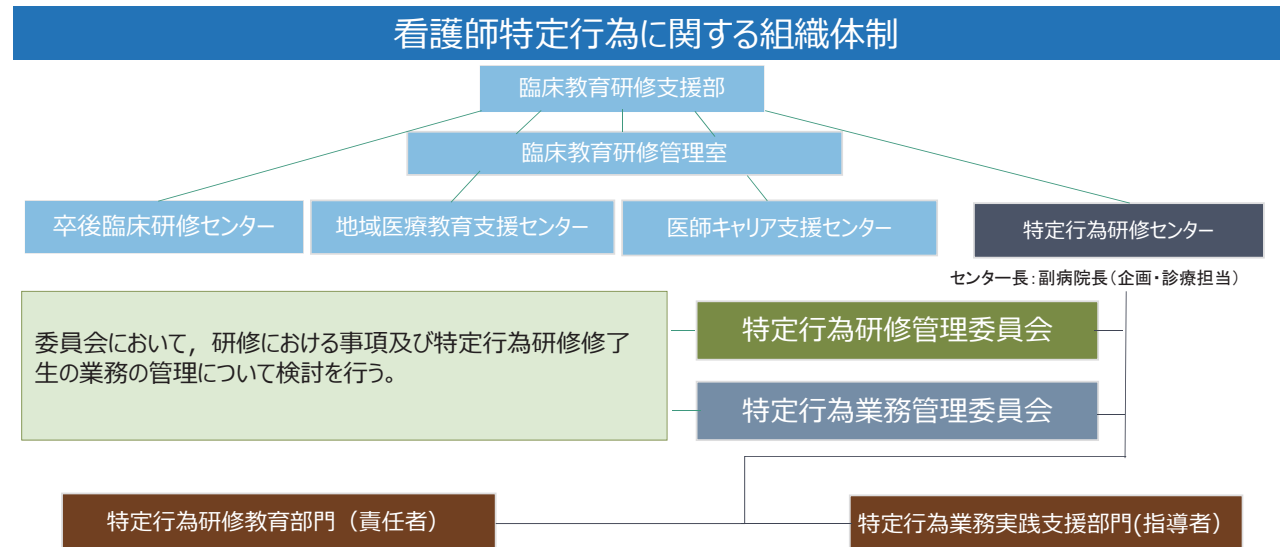 看護師特定行為に関する組織体制
臨床教育研修支援部
臨床教育研修管理室
卒後臨床研修センター
地域医療教育支援センター
医師キャリア支援センター
特定行為研修センター
センター長：副病院長（企画・診療担当）
委員会において，研修における事項及び特定行為研修修了
生の業務の管理について検討を行う。
特定行為研修管理委員会
特定行為業務管理委員会
特定行為研修教育部門（責任者）
特定行為業務実践支援部門(指導者）